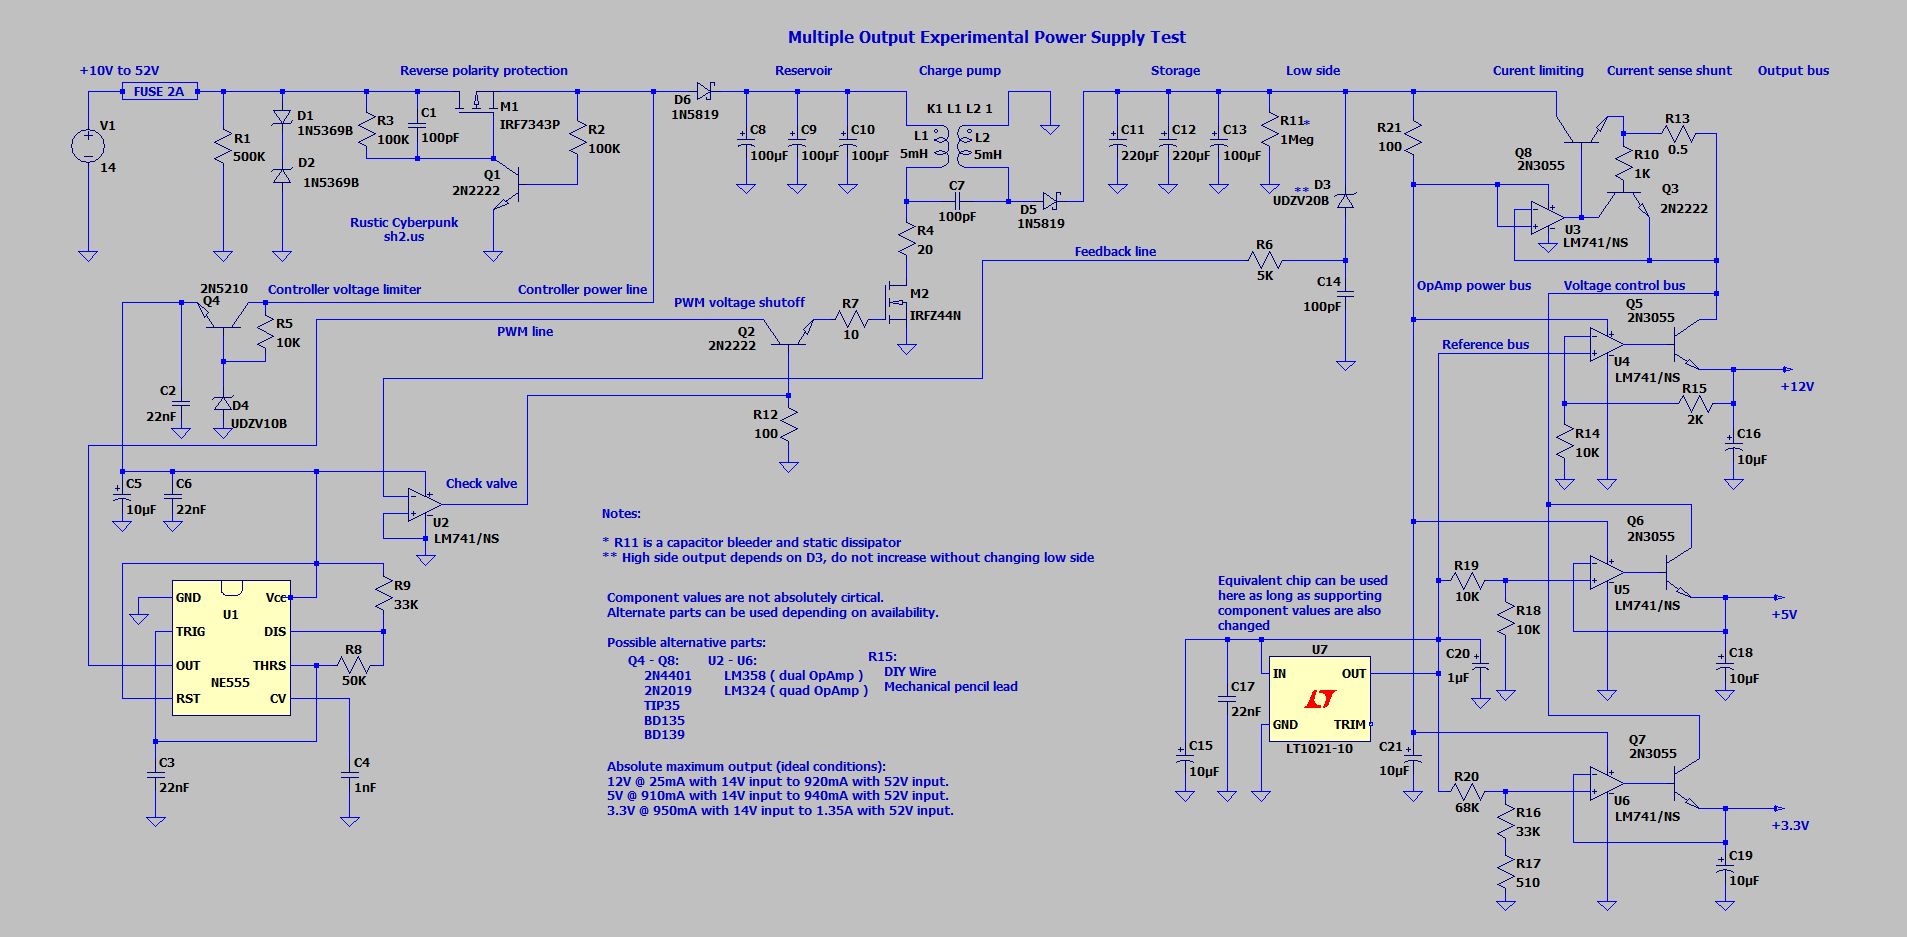 Multiple Output Experimental Power Supply Test
+10V to 52V
Reverse polarity protection
Reservoir
Charge pump
Storage
Low side
Curent limiting
Current sense shunt
Output bus
FUSE 2A
V1
14
R1
500K
D1
1N5369B
D2
1N5369B
R3
100K
C1
100pF
M1
IRF7343P
R2
100K
Q1
2N2222
Rustic Cyberpunk
sh2.us
D6
1N5819
C8
100µF
C9
100µF
C10
100µF
K1 L1 L2 1
L1
5mH
L2
5mH
C7
100pF
D5
1N5819
R4
20
C11
220µF
C12
220µF
C13
100µF
R11*
1Meg
** D3
UDZV20B
R21
100
Q8
2N3055
R13
0.5
R10
1K
Q3
2N2222
U3
LM741/NS
Feedback line
R6
5K
C14
100pF
OpAmp power bus
Voltage control bus
2N5210
Q4
Controller voltage limiter
Controller power line
R5
10K
C2
22nF
D4
UDZV10B
PWM line
PWM voltage shutoff
Q2
2N2222
R7
10
M2
IRFZ44N
R12
100
Reference bus
Q5
2N3055
U4
LM741/NS
+12V
R15
2K
R14
10K
C16
10µF
C5
10µF
C6
22nF
Check valve
U2
LM741/NS
Notes:
* R11 is a capacitor bleeder and static dissipator
** High side output depends on D3, do not increase without changing low side
Component values are not absolutely cirtical.
Alternate parts can be used depending on availability.
Possible alternative parts:
Q4 - Q8:
2N4401
2N2019
TIP35
BD135
BD139
U2 - U6:
LM358 ( dual OpAmp )
LM324 ( quad OpAmp )
R15:
DIY Wire
Mechanical pencil lead
Absolute maximum output (ideal conditions):
12V @ 25mA with 14V input to 920mA with 52V input.
5V @ 910mA with 14V input to 940mA with 52V input.
3.3V @ 950mA with 14V input to 1.35A with 52V input.
GND
Vcc
U1
TRIG
DIS
OUT
THRS
NE555
RST
CV
R9
33K
R8
50K
C3
22nF
C4
1nF
Equivalent chip can be used
here as long as supporting
component values are also
changed
U7
IN
OUT
GND
TRIM
LT1021-10
C15
10µF
C17
22nF
C20
1µF
C21
10µF
Q6
2N3055
R19
10K
R18
10K
U5
LM741/NS
+5V
C18
10µF
Q7
2N3055
R20
68K
R16
33K
R17
510
U6
LM741/NS
+3.3V
C19
10µF